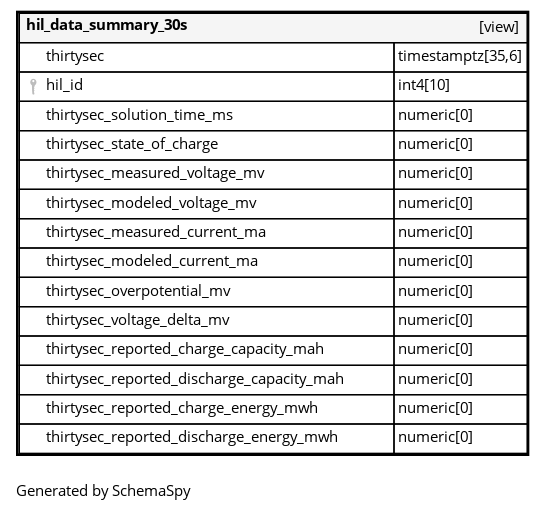 hil_data_summary_30s [view]
thirtysec timestamptz[35,6]
hil_id int4[10]
thirtysec_solution_time_ms numeric[0]
thirtysec_state_of_charge numeric[0]
thirtysec_measured_voltage_mv numeric[0]
thirtysec_modeled_voltage_mv numeric[0]
thirtysec_measured_current_ma numeric[0]
thirtysec_modeled_current_ma numeric[0]
thirtysec_overpotential_mv numeric[0]
thirtysec_voltage_delta_mv numeric[0]
thirtysec_reported_charge_capacity_mah numeric[0]
thirtysec_reported_discharge_capacity_mah numeric[0]
thirtysec_reported_charge_energy_mwh numeric[0]
thirtysec_reported_discharge_energy_mwh numeric[0]
Generated by SchemaSpy